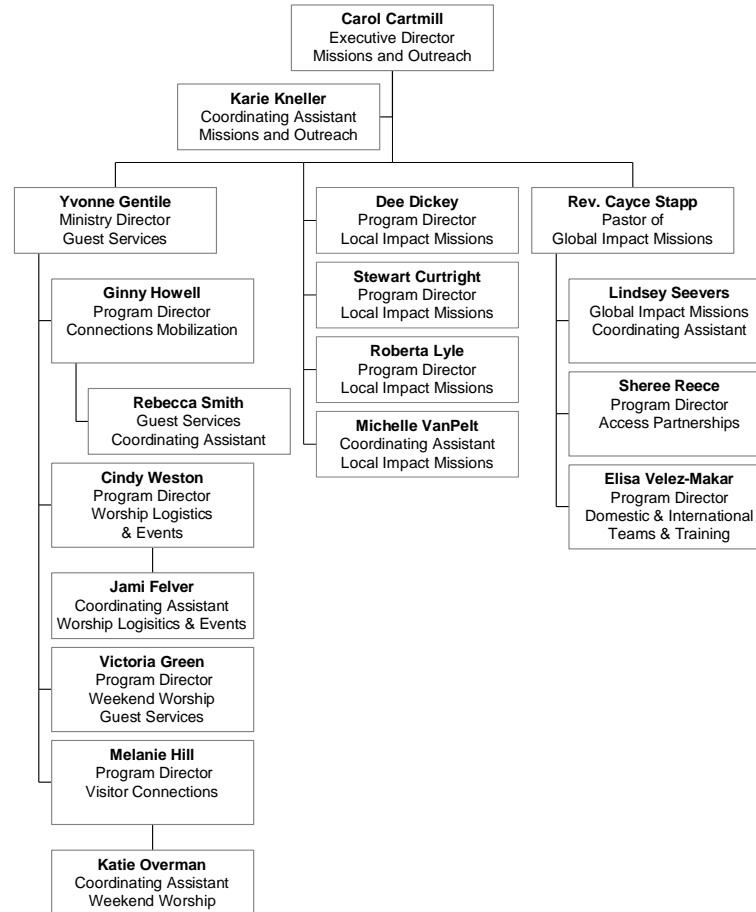 Carol Cartmill
Executive Director
Missions and Outreach
Karie Kneller
Coordinating Assistant
Missions and Outreach
Yvonne Gentile
Ministry Director
Guest Services
Ginny Howell
Program Director
Connections Mobilization
Rebecca Smith
Guest Services
Coordinating Assistant
Cindy Weston
Program Director
Worship Logistics
& Events
Jami Felver
Coordinating Assistant
Worship Logisitics & Events
Victoria Green
Program Director
Weekend Worship
Guest Services
Melanie Hill
Program Director
Visitor Connections
Katie Overman
Coordinating Assistant
Weekend Worship
Dee Dickey
Program Director
Local Impact Missions
Stewart Curtright
Program Director
Local Impact Missions
Roberta Lyle
Program Director
Local Impact Missions
Michelle VanPelt
Coordinating Assistant
Local Impact Missions
Rev. Cayce Stapp
Pastor of
Global Impact Missions
Lindsey Seevers
Global Impact Missions
Coordinating Assistant
Sheree Reece
Program Director
Access Partnerships
Elisa Velez-Makar
Program Director
Domestic & International
Teams & Training